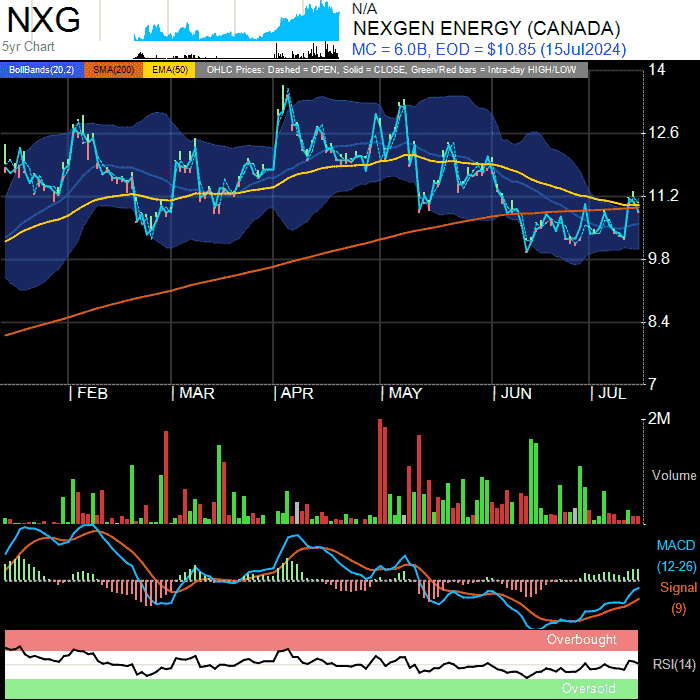 NXG
5yr Chart
N/A
NEXGEN ENERGY (CANADA)
MC = 6.0B, EOD = $10.85 (15Jul2024)
BollBands(20,2) SMA(200) EMA(50) OHLC Prices: Dashed = OPEN, Solid = CLOSE, Green/Red bars = Intra-day HIGH/LOW
14
12.6
11.2
9.8
8.4
7
| FEB | MAR | APR | MAY | JUN | JUL
2M
Volume
MACD
(12-26)
Signal
(9)
Overbought
RSI(14)
Oversold